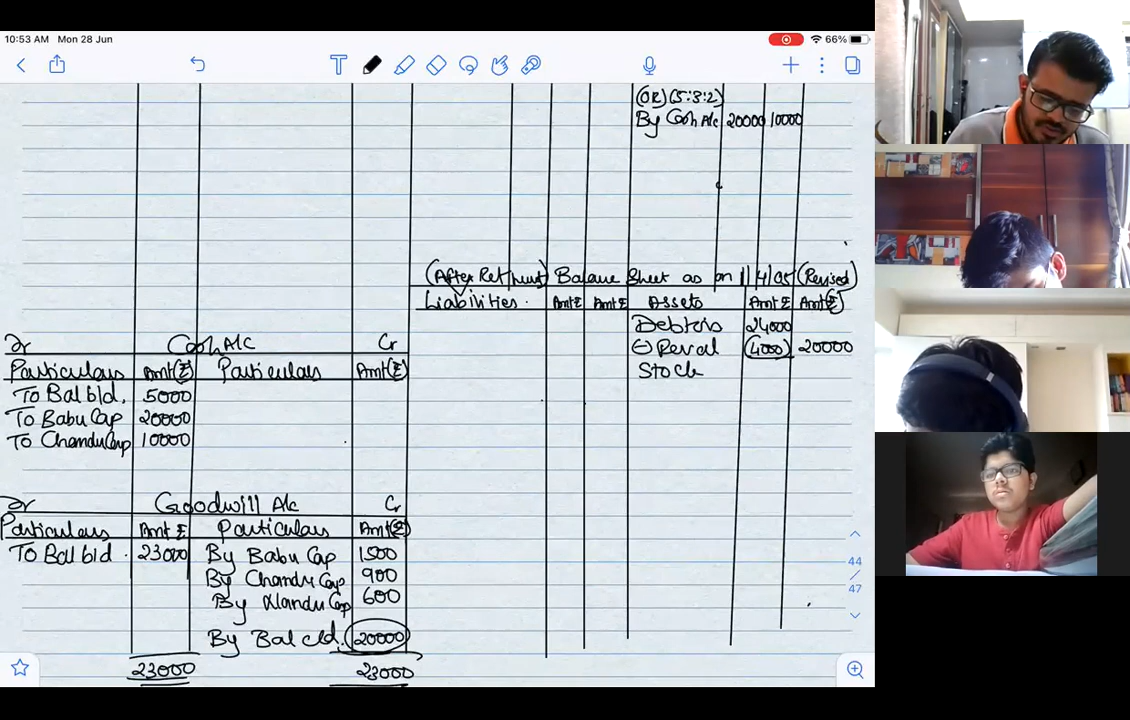 10:53 AM Mon 28 Jun
66%
(OR) (5:3:2)
By Cash A/c 20000 10000
(After Ret/ment) Balance Sheet as on 1/4/05 (Revised)
Liabilities. Amt ₹ Amt ₹ Assets Amt ₹ Amt (₹)
Debtors 24000
(-) Reval (4000) 20000
Stock
Dr Cash A/c Cr
Particulars Amt (₹) Particulars Amt (₹)
To Bal b/d. 5000
To Babu Cap 20000
To Chandu Cap 10000
Dr Goodwill A/c Cr
Particulars Amt ₹ Particulars Amt (₹)
To Bal b/d 23000 By Babu Cap 1500
By Chandu Cap 900
By Nandu Cap 600
By Bal c/d. 20000
23000 23000
44
/
47